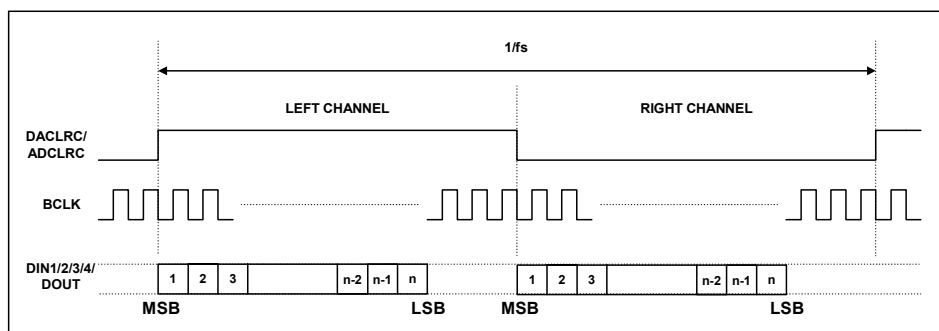 1/fs
LEFT CHANNEL RIGHT CHANNEL
DACLRC/
ADCLRC
BCLK
DIN1/2/3/4/
DOUT
1 2 3 n-2 n-1 n 1 2 3 n-2 n-1 n
MSB LSB MSB LSB